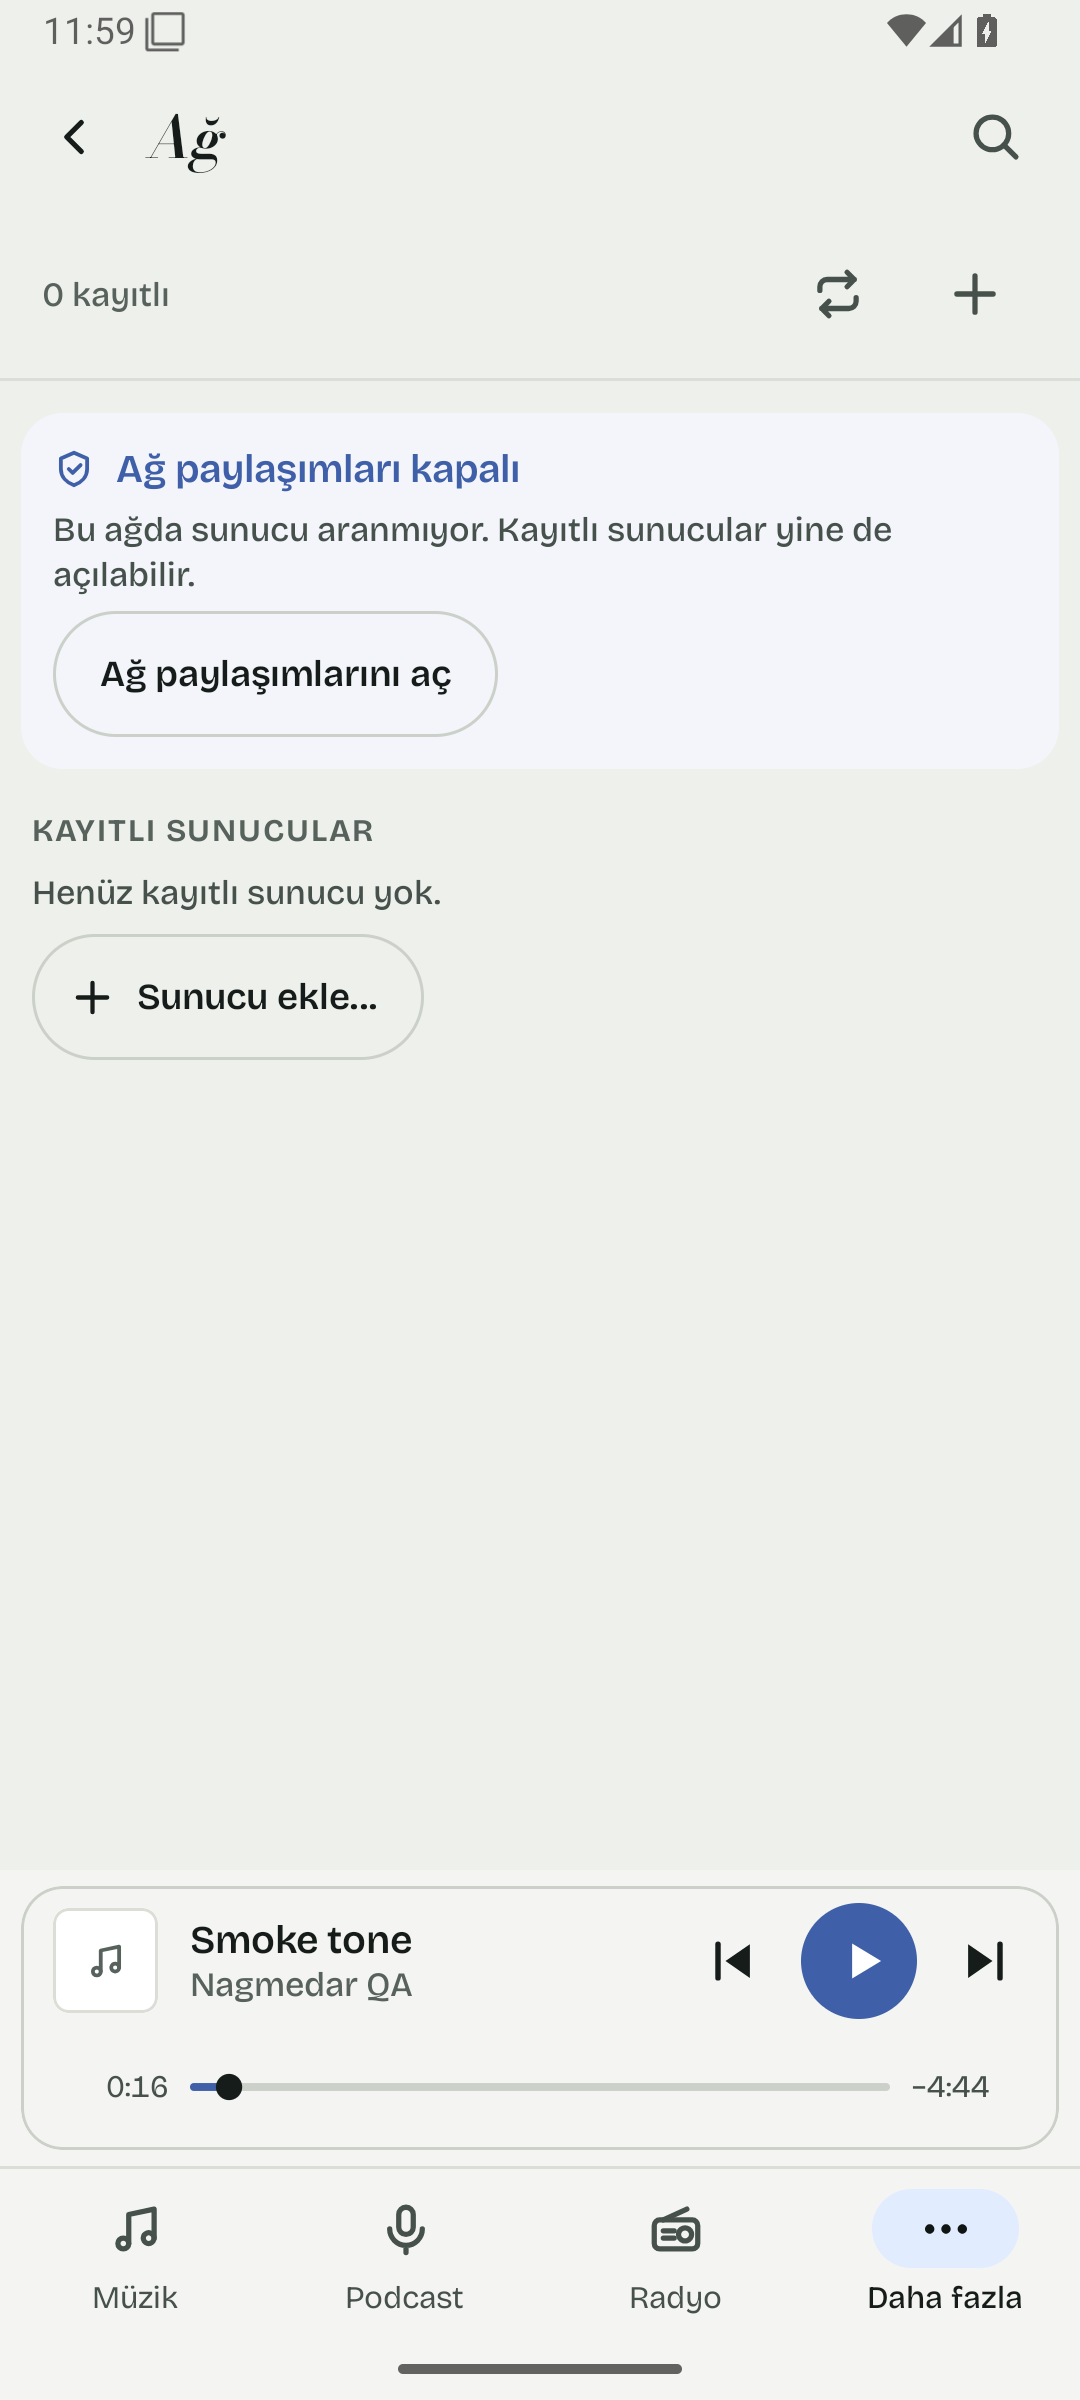 11:59
Ağ
0 kayıtlı
Ağ paylaşımları kapalı
Bu ağda sunucu aranmıyor. Kayıtlı sunucular yine de
açılabilir.
Ağ paylaşımlarını aç
KAYITLI SUNUCULAR
Henüz kayıtlı sunucu yok.
Sunucu ekle...
Smoke tone
Nagmedar QA
0:16
−4:44
Müzik
Podcast
Radyo
Daha fazla